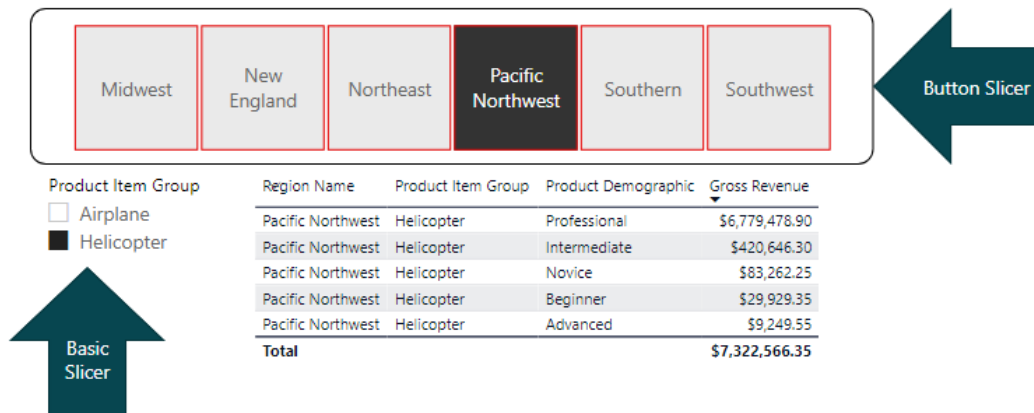 Midwest
New
England
Northeast
Pacific
Northwest
Southern
Southwest
Button Slicer
Product Item Group
Airplane
Helicopter
Basic
Slicer
Region Name Product Item Group Product Demographic Gross Revenue
Pacific Northwest Helicopter Professional $6,779,478.90
Pacific Northwest Helicopter Intermediate $420,646.30
Pacific Northwest Helicopter Novice $83,262.25
Pacific Northwest Helicopter Beginner $29,929.35
Pacific Northwest Helicopter Advanced $9,249.55
Total $7,322,566.35